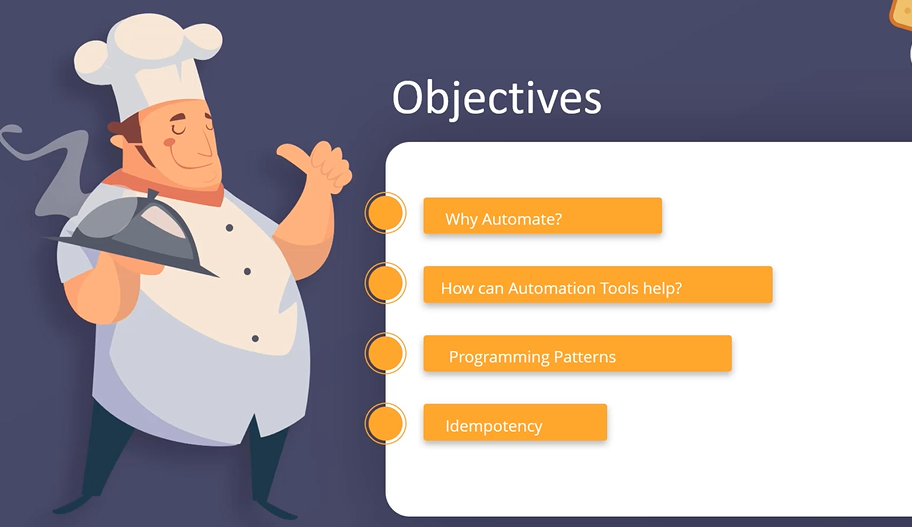 Objectives
Why Automate?
How can Automation Tools help?
Programming Patterns
Idempotency